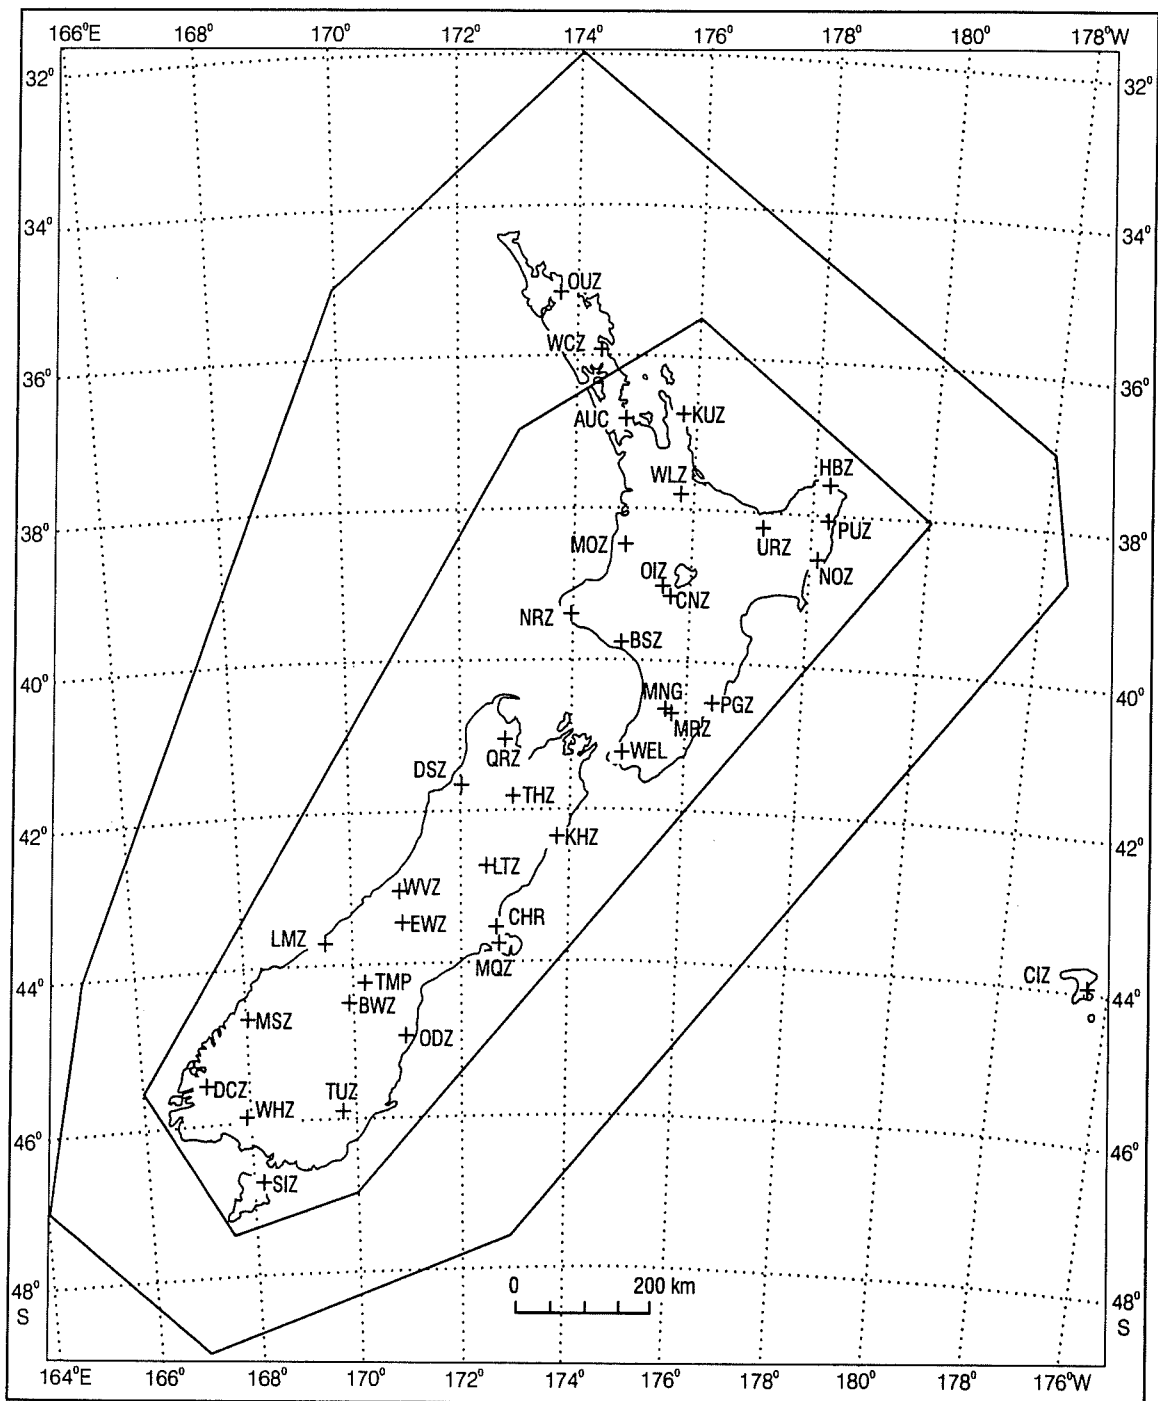 166°E 168° 170° 172° 174° 176° 178° 180° 178°W
32° 32°
34° 34°
OUZ
WCZ
36° 36°
AUC KUZ
WLZ HBZ
38° MOZ URZ PUZ 38°
OIZ NOZ
CNZ
NRZ BSZ
40° MNG PGZ 40°
MRZ
QRZ WEL
DSZ THZ
42° KHZ 42°
LTZ
WVZ
EWZ CHR
LMZ MQZ
44° TMP CIZ 44°
BWZ
MSZ ODZ
DCZ TUZ
WHZ
46° 46°
SIZ
0 200 km
48° 48°
S S
164°E 166° 168° 170° 172° 174° 176° 178° 180° 176°W